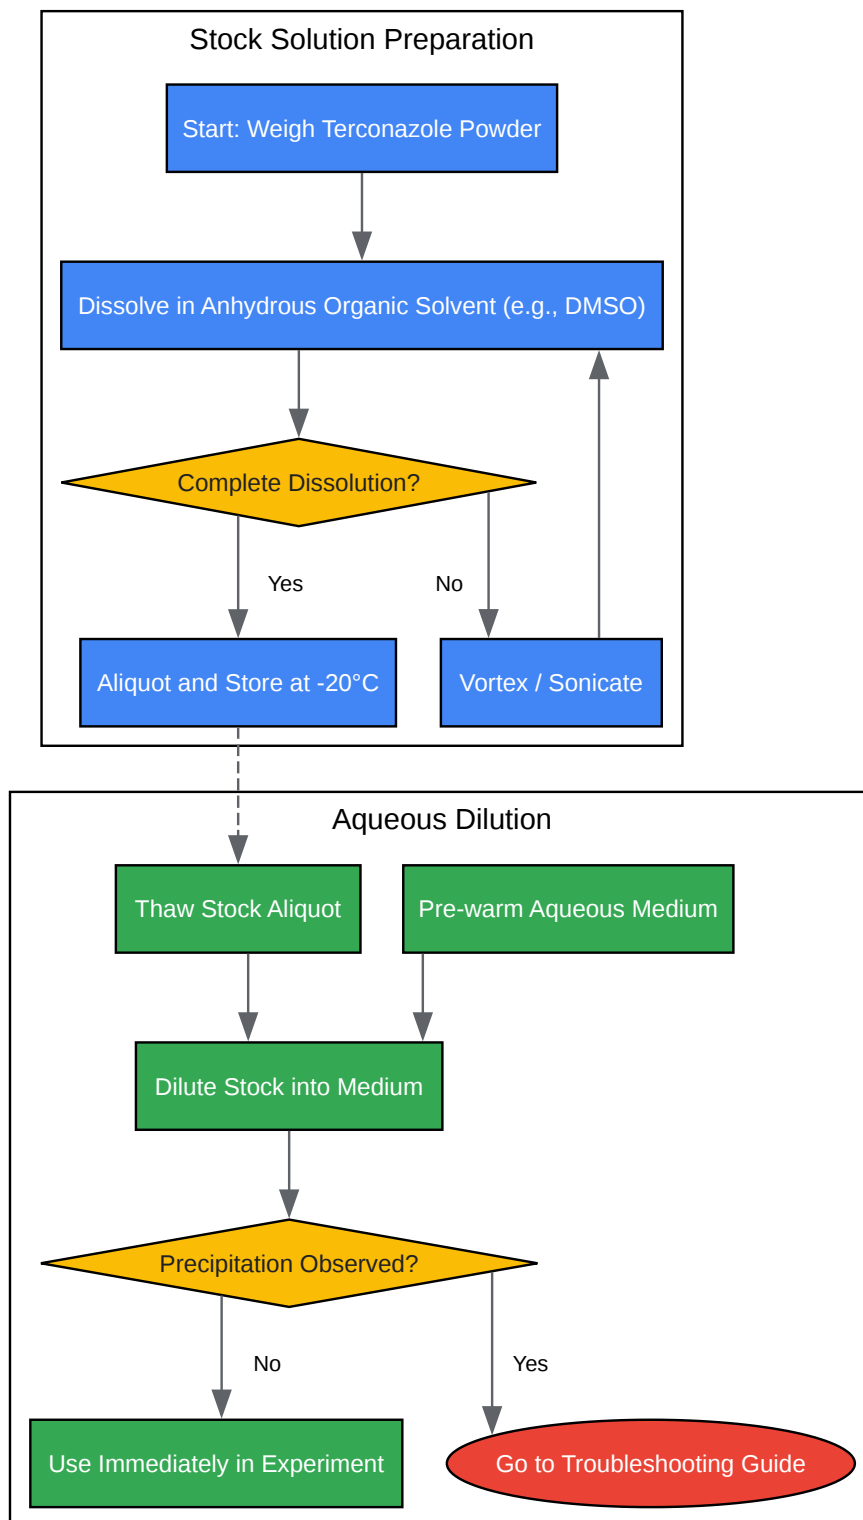 Stock Solution Preparation
Start: Weigh Terconazole Powder
Dissolve in Anhydrous Organic Solvent (e.g., DMSO)
Complete Dissolution?
Yes
No
Aliquot and Store at -20°C
Vortex / Sonicate
Aqueous Dilution
Thaw Stock Aliquot
Pre-warm Aqueous Medium
Dilute Stock into Medium
Precipitation Observed?
No
Yes
Use Immediately in Experiment
Go to Troubleshooting Guide